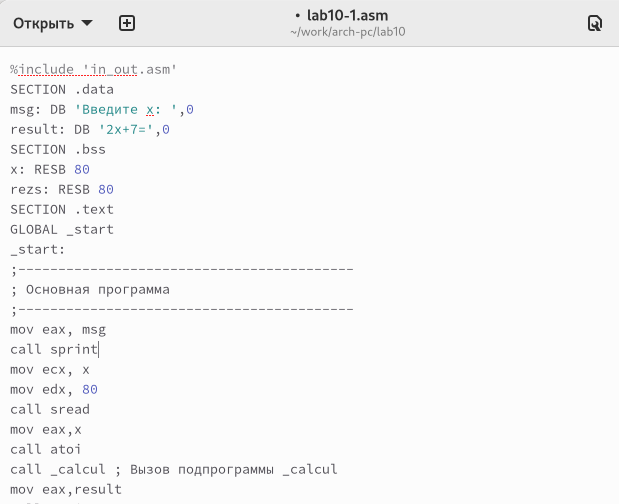 Открыть
• lab10-1.asm
~/work/arch-pc/lab10
%include 'in_out.asm'
SECTION .data
msg: DB 'Введите x: ',0
result: DB '2x+7=',0
SECTION .bss
x: RESB 80
rezs: RESB 80
SECTION .text
GLOBAL _start
_start:
;------------------------------------------
; Основная программа
;------------------------------------------
mov eax, msg
call sprint
mov ecx, x
mov edx, 80
call sread
mov eax,x
call atoi
call _calcul ; Вызов подпрограммы _calcul
mov eax,result